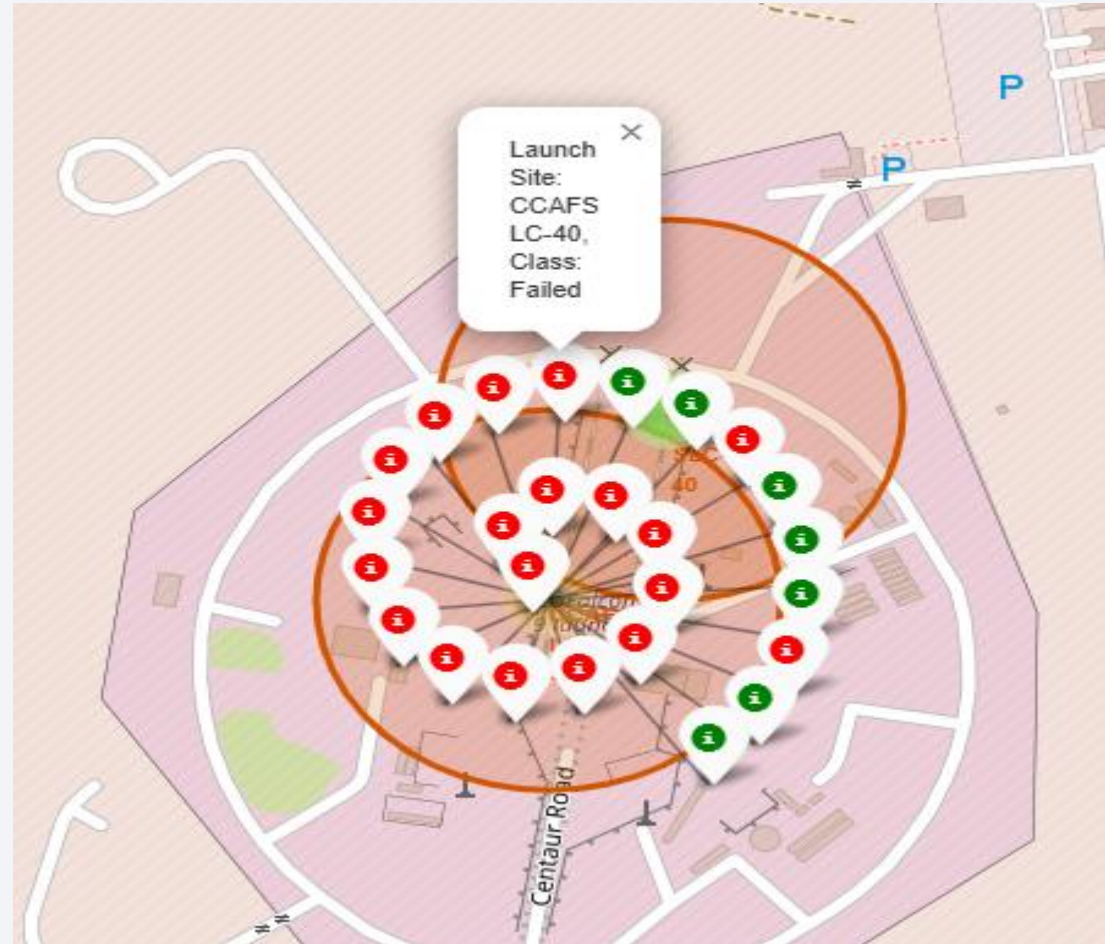 P
P
×
Launch
Site:
CCAFS
LC-40,
Class:
Failed
40
Centaur Road